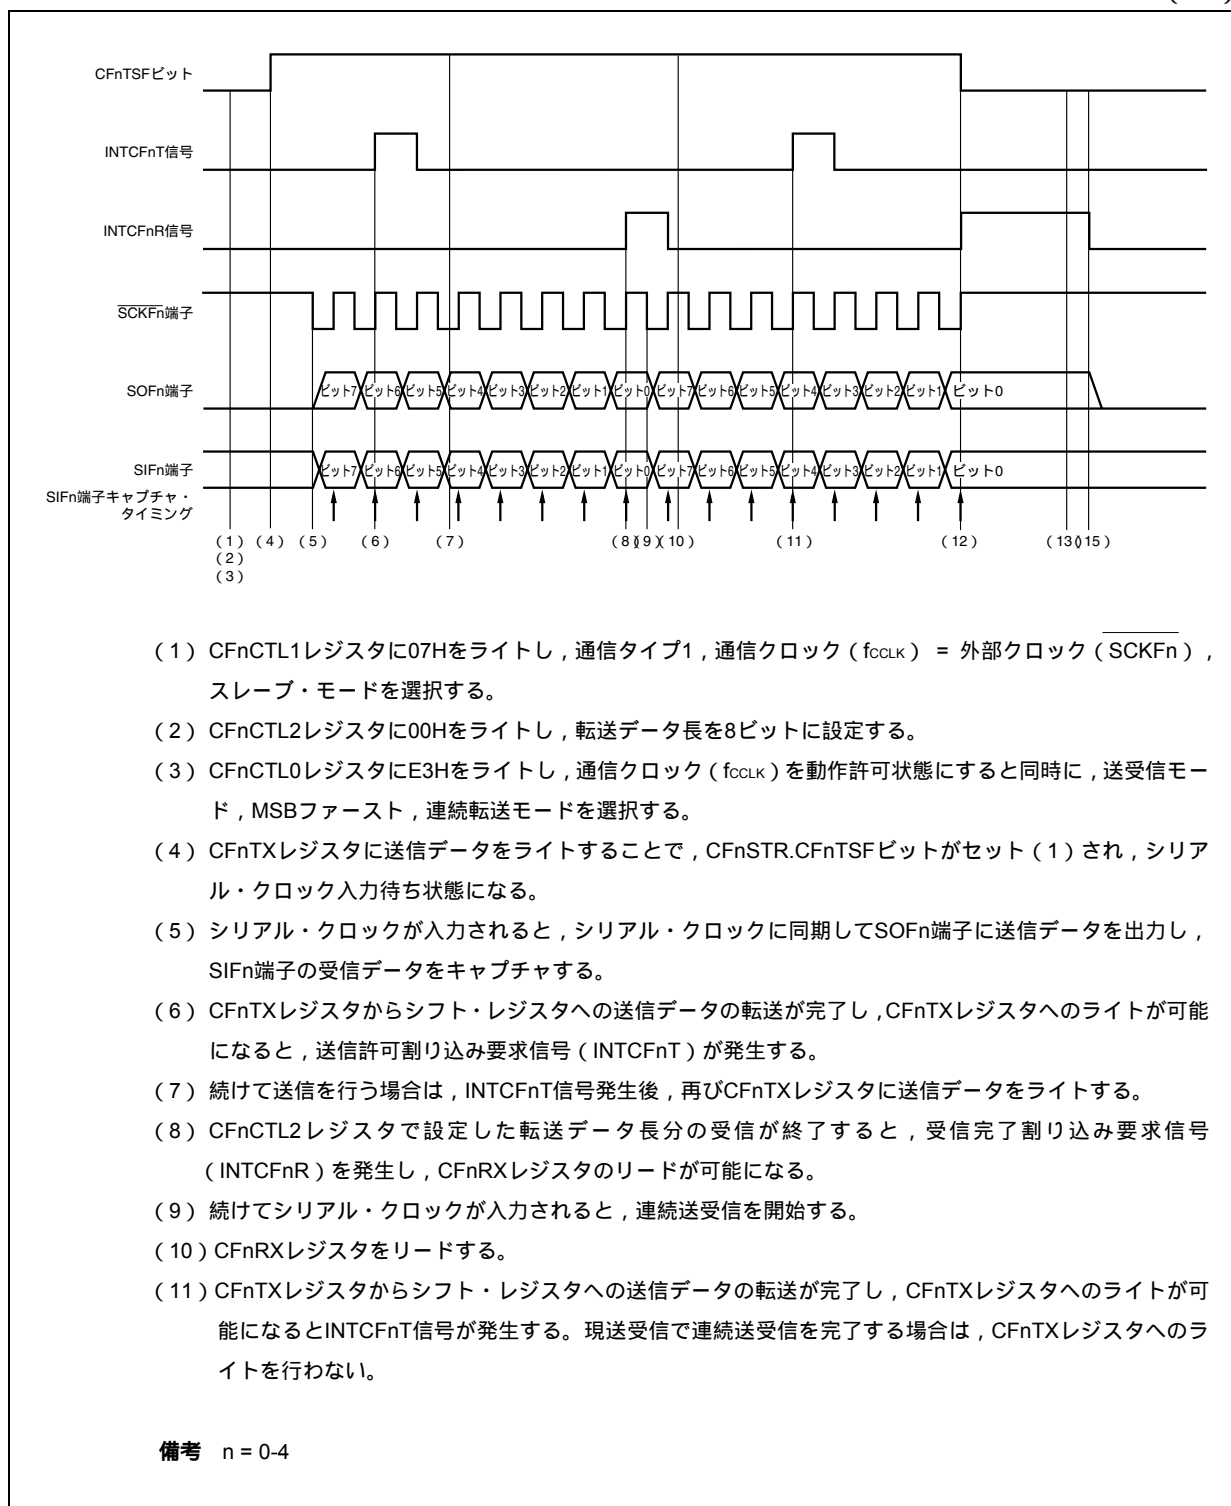 CFnTSFビット
INTCFnT信号
INTCFnR信号
SCKFn端子
SOFn端子
ビット7 ビット6 ビット5 ビット4 ビット3 ビット2 ビット1 ビット0 ビット7 ビット6 ビット5 ビット4 ビット3 ビット2 ビット1 ビット0
SIFn端子
ビット7 ビット6 ビット5 ビット4 ビット3 ビット2 ビット1 ビット0 ビット7 ビット6 ビット5 ビット4 ビット3 ビット2 ビット1 ビット0
SIFn端子キャプチャ・
タイミング
(1) (4) (5) (6) (7) (8) (9) (10) (11) (12) (13) (15)
(2)
(3)
(1) CFnCTL1レジスタに07Hをライトし，通信タイプ1，通信クロック（fCCLK） = 外部クロック（SCKFn），
スレーブ・モードを選択する。
(2) CFnCTL2レジスタに00Hをライトし，転送データ長を8ビットに設定する。
(3) CFnCTL0レジスタにE3Hをライトし，通信クロック（fCCLK）を動作許可状態にすると同時に，送受信モー
ド，MSBファースト，連続転送モードを選択する。
(4) CFnTXレジスタに送信データをライトすることで，CFnSTR.CFnTSFビットがセット（1）され，シリア
ル・クロック入力待ち状態になる。
(5) シリアル・クロックが入力されると，シリアル・クロックに同期してSOFn端子に送信データを出力し，
SIFn端子の受信データをキャプチャする。
(6) CFnTXレジスタからシフト・レジスタへの送信データの転送が完了し，CFnTXレジスタへのライトが可能
になると，送信許可割り込み要求信号（INTCFnT）が発生する。
(7) 続けて送信を行う場合は，INTCFnT信号発生後，再びCFnTXレジスタに送信データをライトする。
(8) CFnCTL2レジスタで設定した転送データ長分の受信が終了すると，受信完了割り込み要求信号
（INTCFnR）を発生し，CFnRXレジスタのリードが可能になる。
(9) 続けてシリアル・クロックが入力されると，連続送受信を開始する。
(10) CFnRXレジスタをリードする。
(11) CFnTXレジスタからシフト・レジスタへの送信データの転送が完了し，CFnTXレジスタへのライトが可
能になるとINTCFnT信号が発生する。現送受信で連続送受信を完了する場合は，CFnTXレジスタへのラ
イトを行わない。
備考 n = 0-4